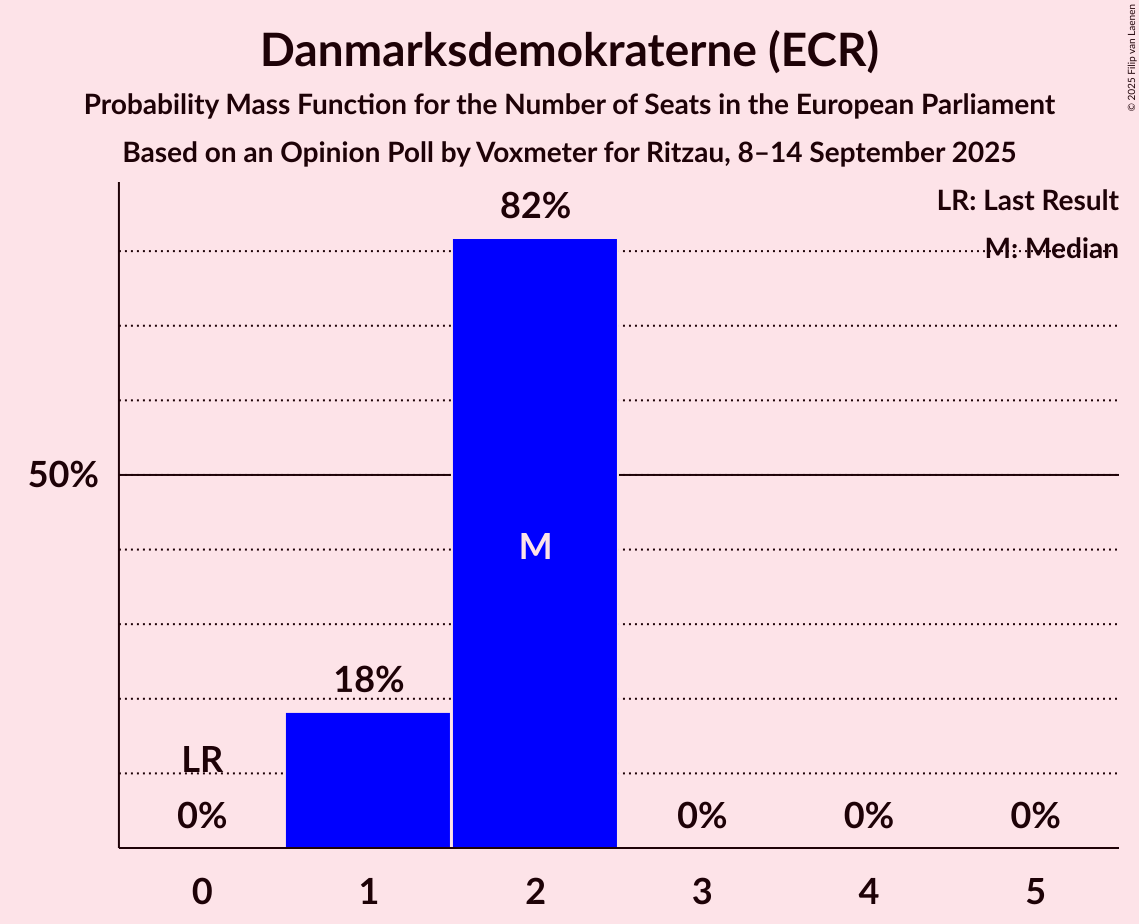 Danmarksdemokraterne (ECR)
Probability Mass Function for the Number of Seats in the European Parliament
Based on an Opinion Poll by Voxmeter for Ritzau, 8–14 September 2025
© 2025 Filip van Laenen
LR: Last Result
M: Median
82%
50%
M
18%
LR
0%
0%
0%
0%
0
1
2
3
4
5